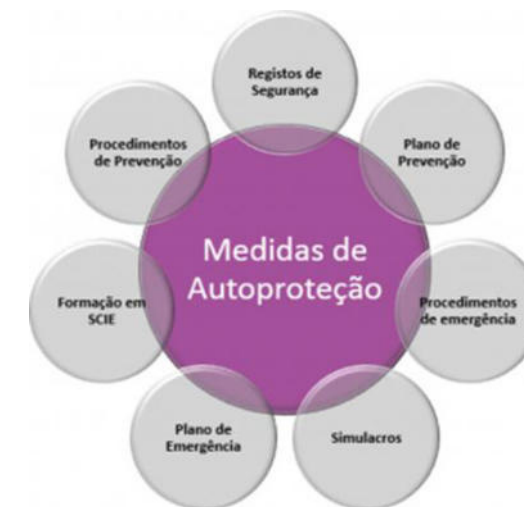 Registos de
Segurança
Procedimentos
de Prevenção
Plano de
Prevenção
Medidas de
Autoproteção
Formação em
SCIE
Procedimentos
de emergência
Plano de
Emergência
Simulacros